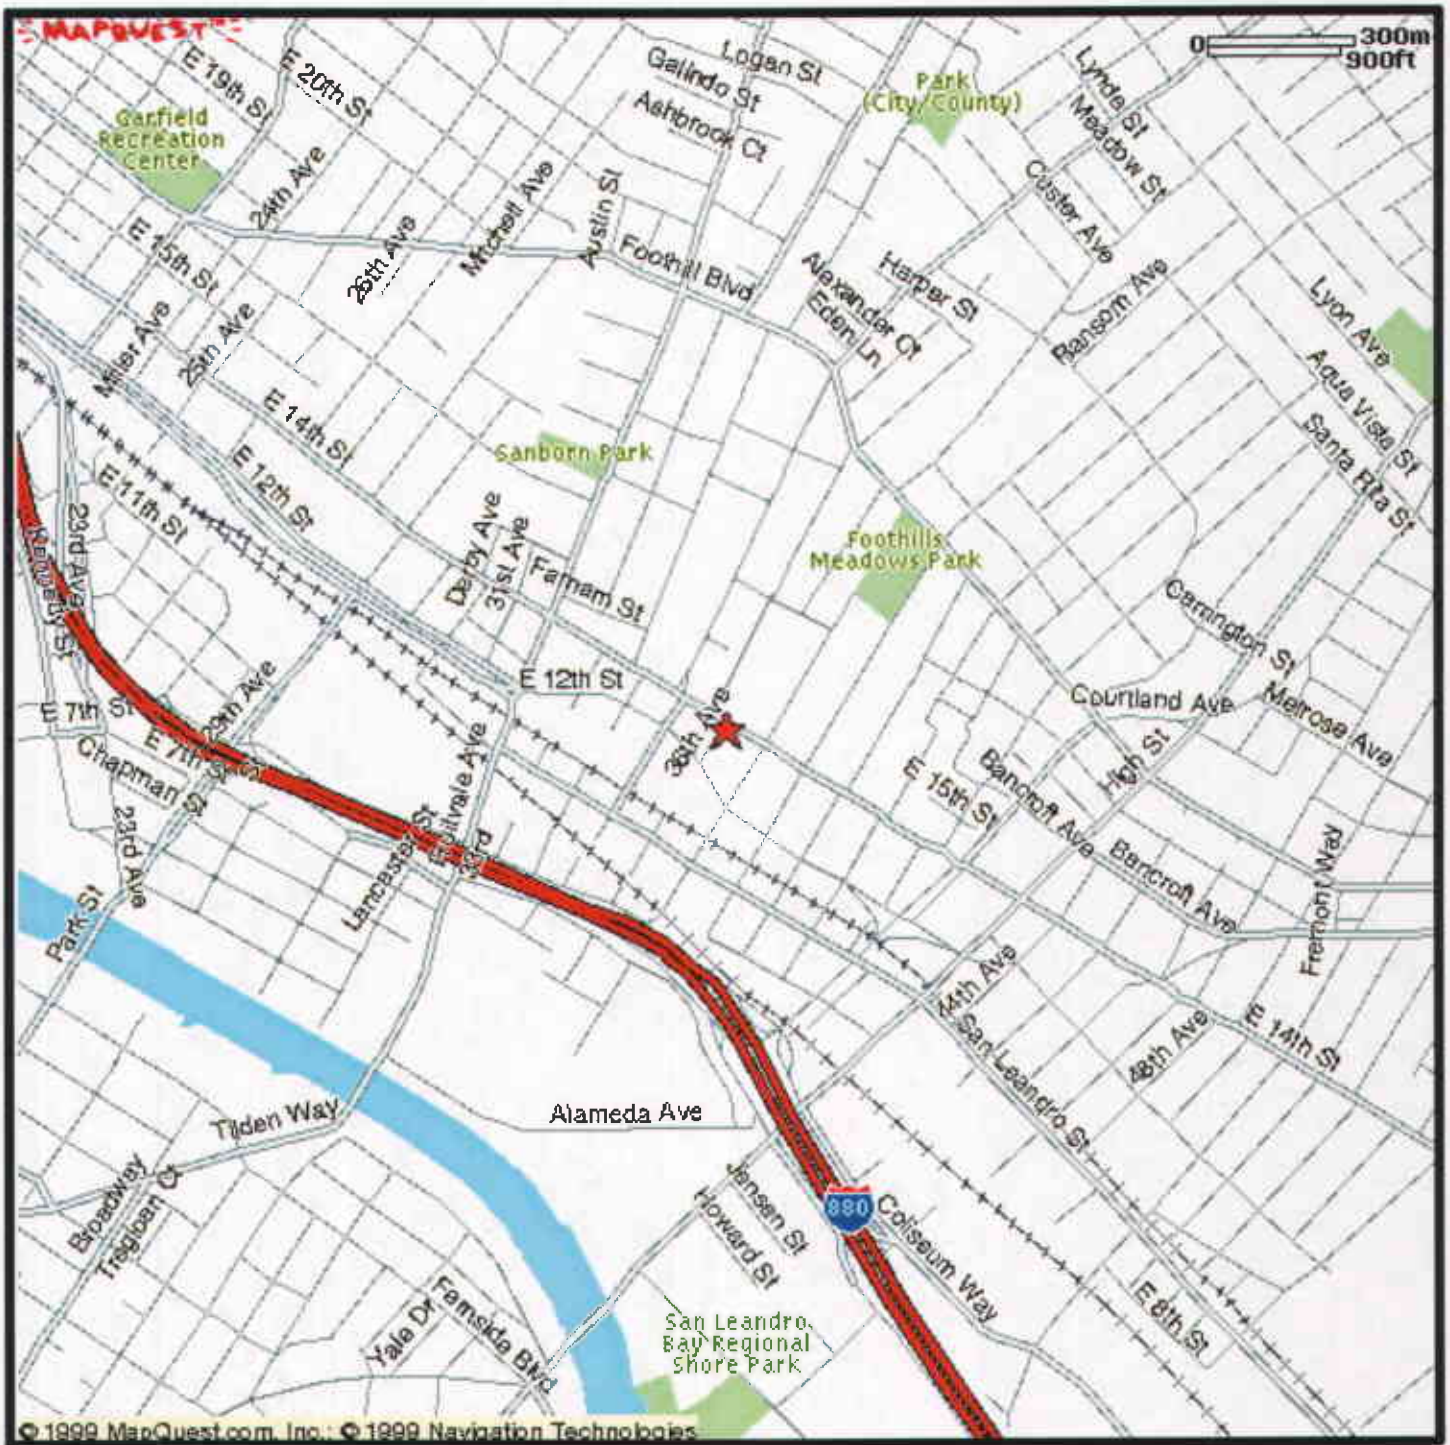 MAPQUEST
0 300m
900ft
E 19th St
E 20th St
Logan St
Galindo St
Ashbrook Ct
Park
(City/County)
Lynde St
Meadow St
Garfield
Recreation
Center
24th Ave
26th Ave
Mitchell Ave
Austin St
Custer Ave
E 15th St
Foothill Blvd
Alexander Ct
Eden Ln
Harper St
Ransom Ave
Lyon Ave
Miller Ave
25th Ave
Aqua Vista St
Santa Rita St
E 14th St
Sanborn Park
E 12th St
E 11th St
23rd Ave
Kennedy St
Derby Ave
31st Ave
Farnam St
Foothills
Meadows Park
Carrington St
E 12th St
Courtland Ave
Metrose Ave
E 7th St
29th Ave
36th Ave
High St
E 7th St
Chapman St
23rd Ave
Lancaster St
E 15th St
Bancroft Ave
Bancroft Ave
Fremont Way
Park St
44th Ave
San Leandro St
48th Ave
E 14th St
Alameda Ave
Tilden Way
Broadway
Tregloan Ct
Jensen St
Howard St
880
Coliseum Way
E 8th St
Yale Dr
Fernside Blvd
San Leandro
Bay Regional
Shore Park
© 1999 MapQuest.com, Inc.; © 1999 Navigation Technologies